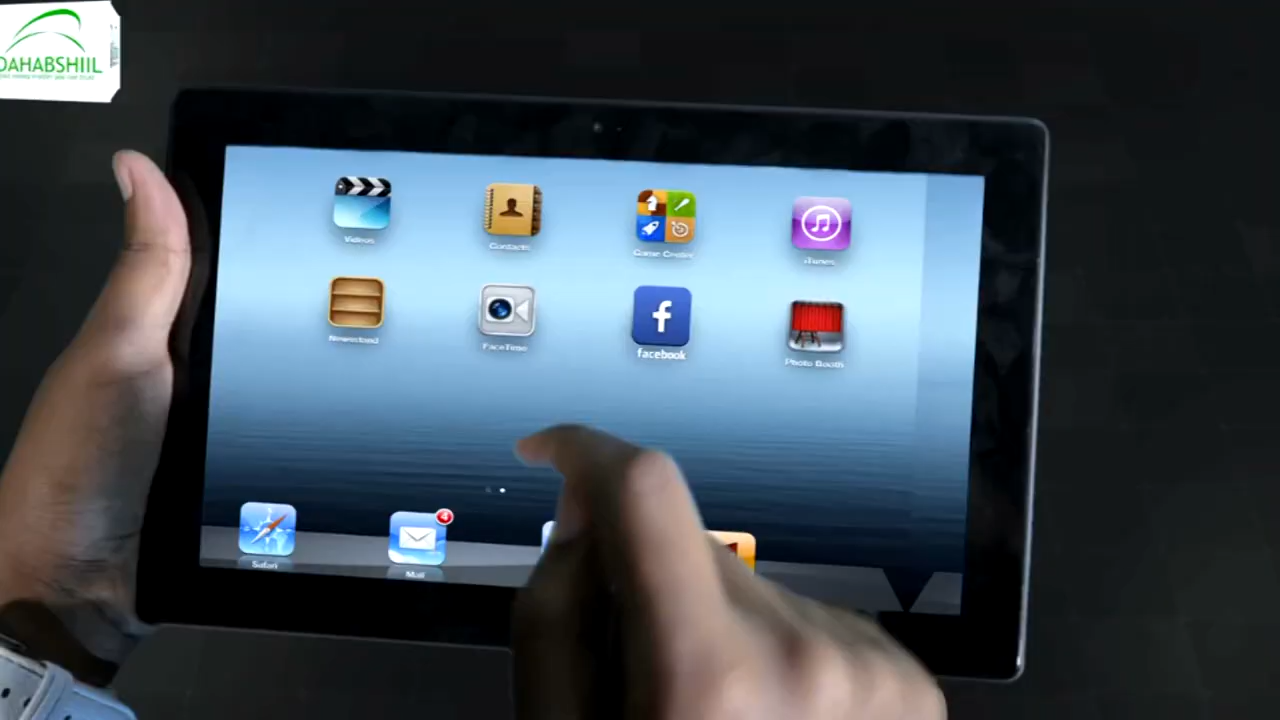 DAHABSHIIL
Videos
Contacts
Game Center
iTunes
Newsstand
FaceTime
facebook
Photo Booth
Safari
Mail
4